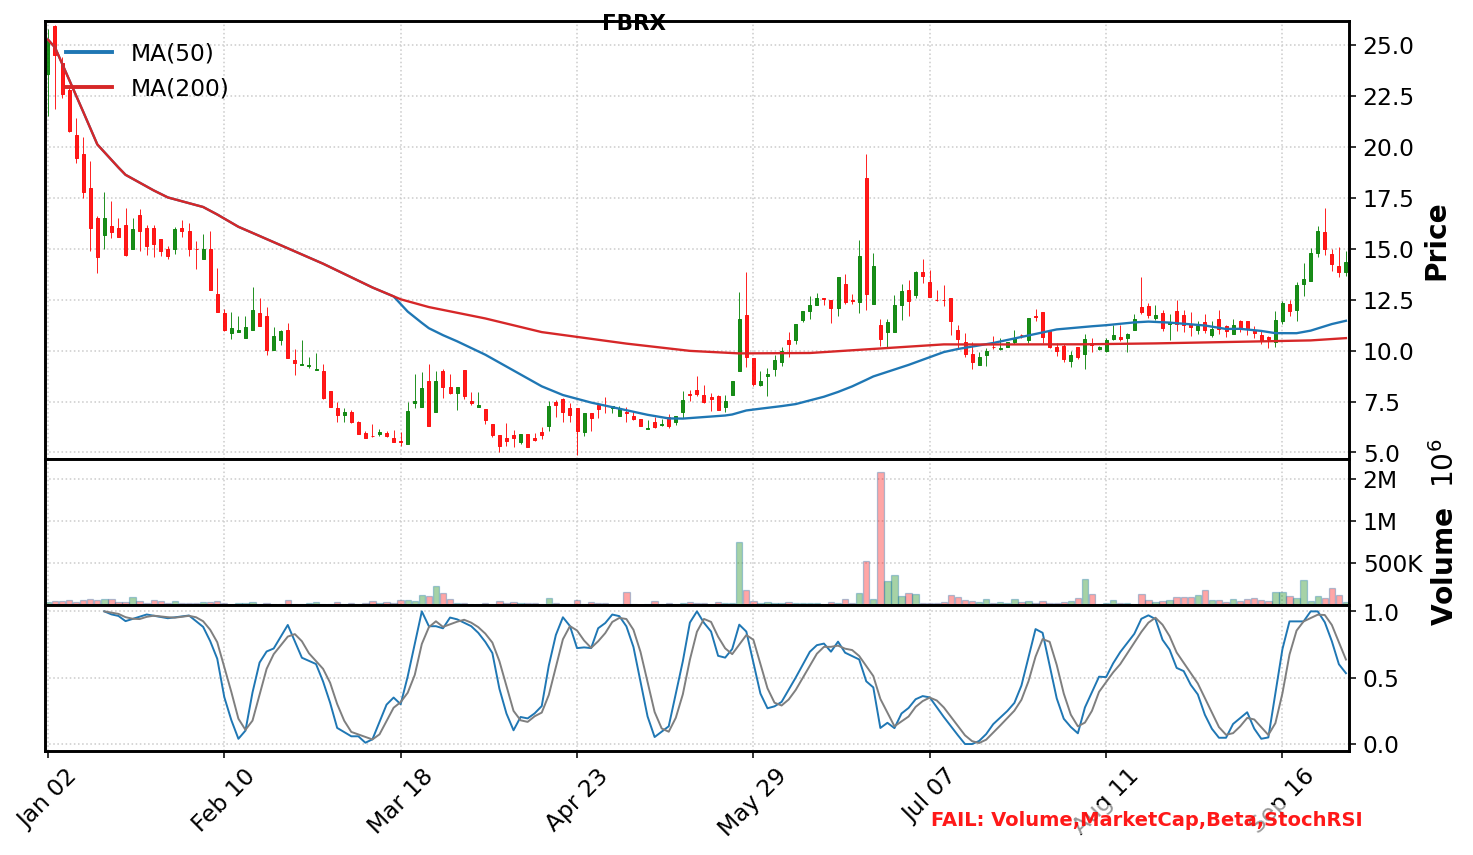 FBRX
MA(50)
MA(200)
25.0
22.5
20.0
17.5
15.0
12.5
10.0
7.5
5.0
Price
2M
1M
500K
Volume 10⁶
1.0
0.5
0.0
Jan 02
Feb 10
Mar 18
Apr 23
May 29
Jul 07
Aug 11
Sep 16
FAIL: Volume,MarketCap,Beta,StochRSI